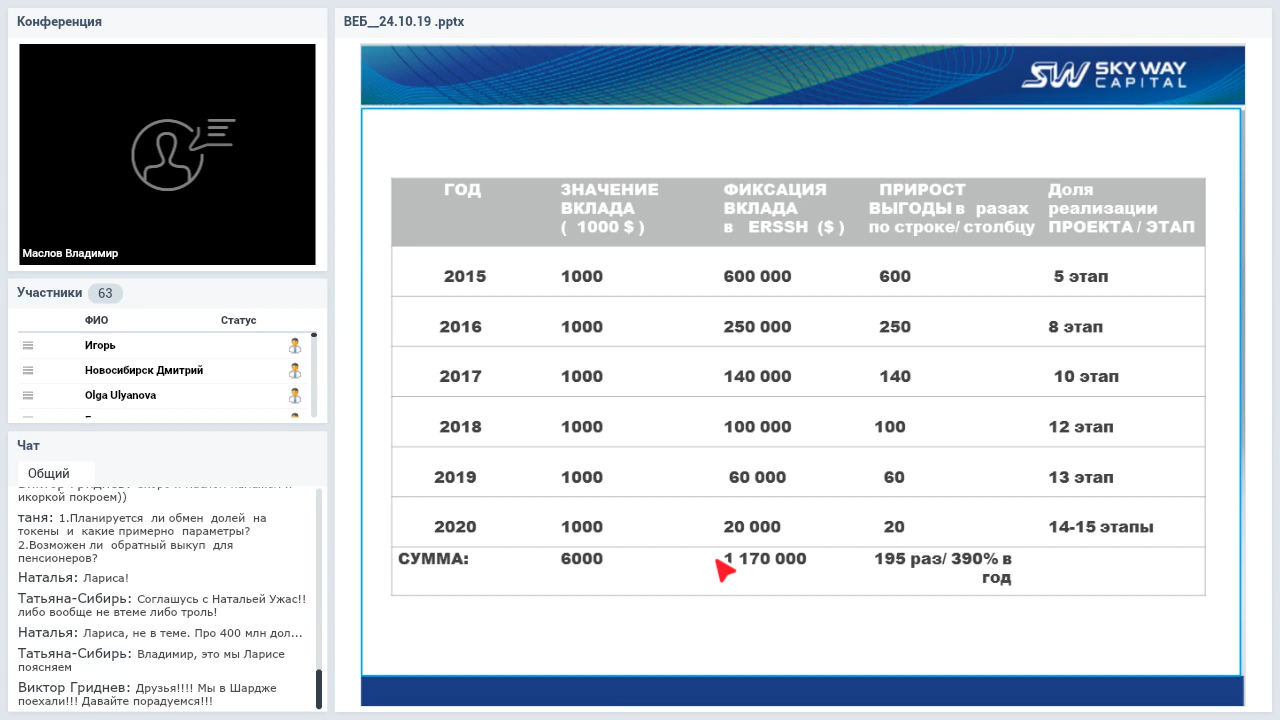 Конференция
Маслов Владимир
Участники 63
ФИО Статус
Игорь
Новосибирск Дмитрий
Olga Ulyanova
Чат
Общий
икоркой покроем))
таня: 1.Планируется ли обмен долей на
токены и какие примерно параметры?
2.Возможен ли обратный выкуп для
пенсионеров?
Наталья: Лариса!
Татьяна-Сибирь: Соглашусь с Натальей Ужас!!
либо вообще не втеме либо троль!
Наталья: Лариса, не в теме. Про 400 млн дол...
Татьяна-Сибирь: Владимир, это мы Ларисе
поясняем
Виктор Гриднев: Друзья!!!! Мы в Шардже
поехали!!! Давайте порадуемся!!!
ВЕБ__24.10.19 .pptx
SW SKY WAY
CAPITAL
ГОД ЗНАЧЕНИЕ ФИКСАЦИЯ ПРИРОСТ Доля
ВКЛАДА ВКЛАДА ВЫГОДЫ в разах реализации
( 1000 $ ) в ERSSH ($ ) по строке/ столбцу ПРОЕКТА / ЭТАП
2015 1000 600 000 600 5 этап
2016 1000 250 000 250 8 этап
2017 1000 140 000 140 10 этап
2018 1000 100 000 100 12 этап
2019 1000 60 000 60 13 этап
2020 1000 20 000 20 14-15 этапы
СУММА: 6000 1 170 000 195 раз/ 390% в
год